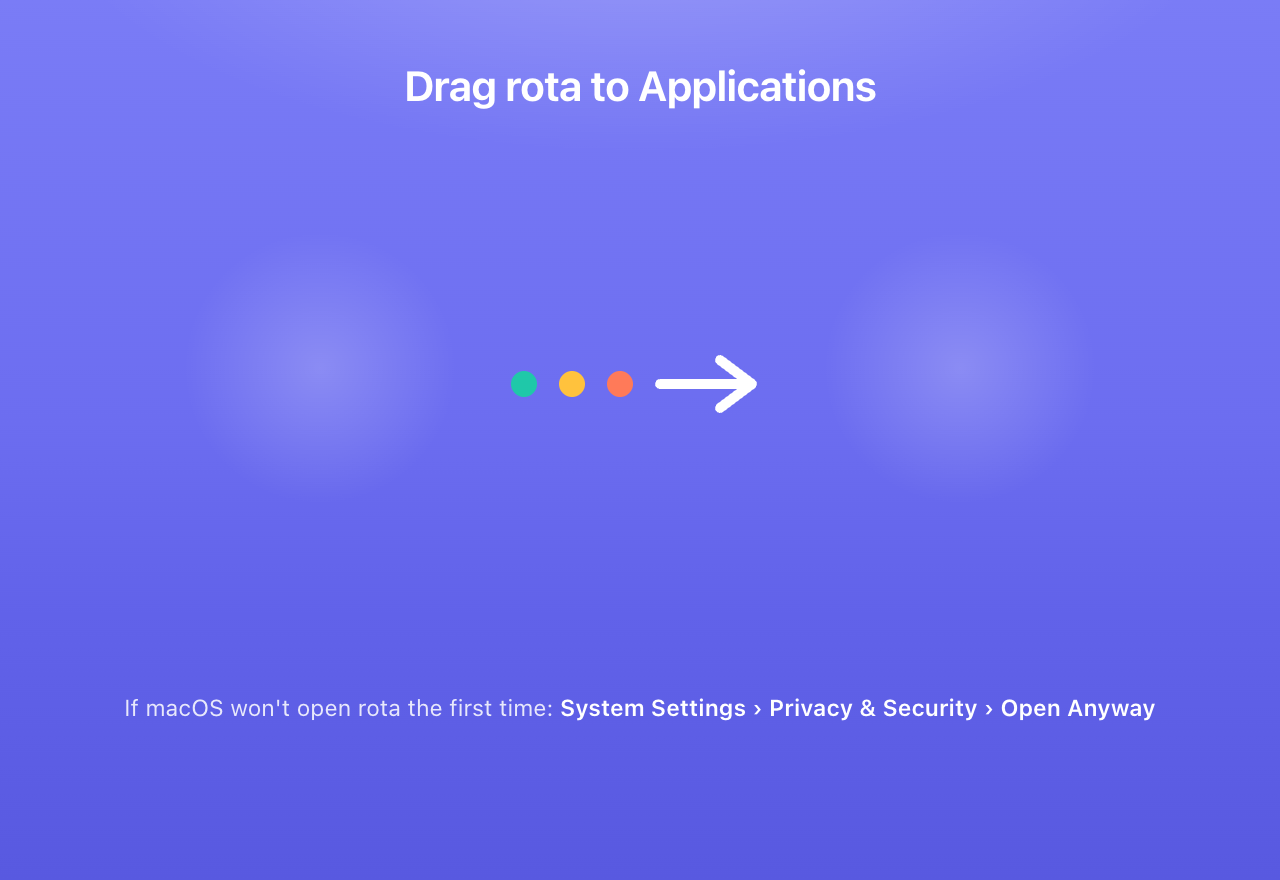 Drag rota to Applications
If macOS won't open rota the first time: System Settings › Privacy & Security › Open Anyway